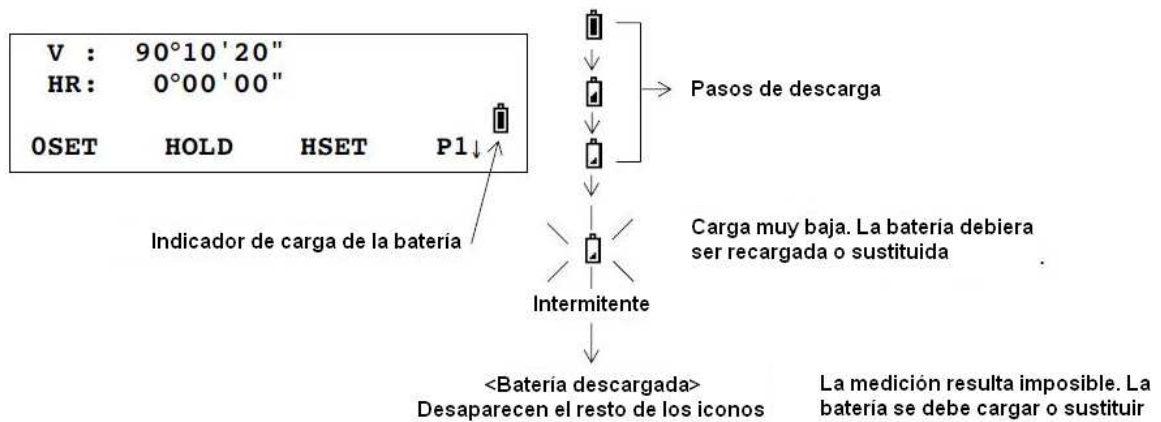 V : 90°10'20"
HR: 0°00'00"
0SET HOLD HSET P1↓
Indicador de carga de la batería
Pasos de descarga
Carga muy baja. La batería debiera
ser recargada o sustituida
.
Intermitente
<Batería descargada>
Desaparecen el resto de los iconos
La medición resulta imposible. La
batería se debe cargar o sustituir